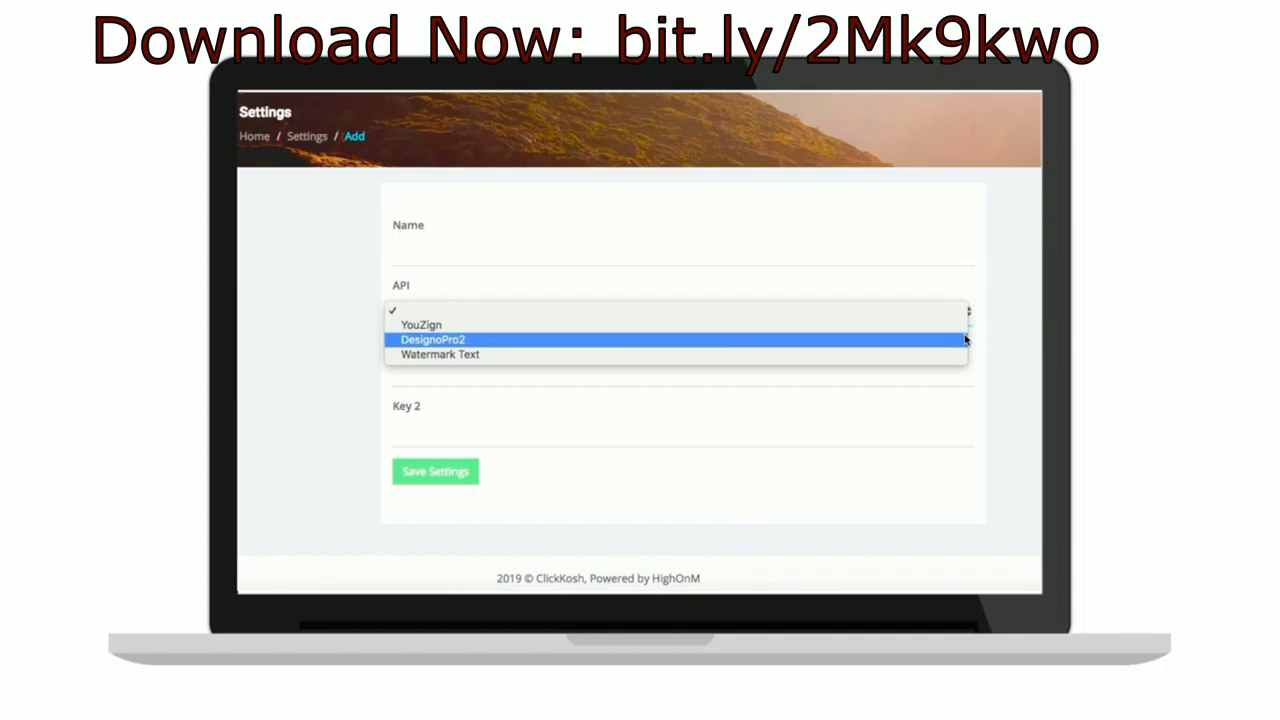 Download Now: bit.ly/2Mk9kwo
Settings
Home / Settings / Add
Name
API
✓
YouZign
DesignoPro2
Watermark Text
Key 2
Save Settings
2019 © ClickKosh, Powered by HighOnM